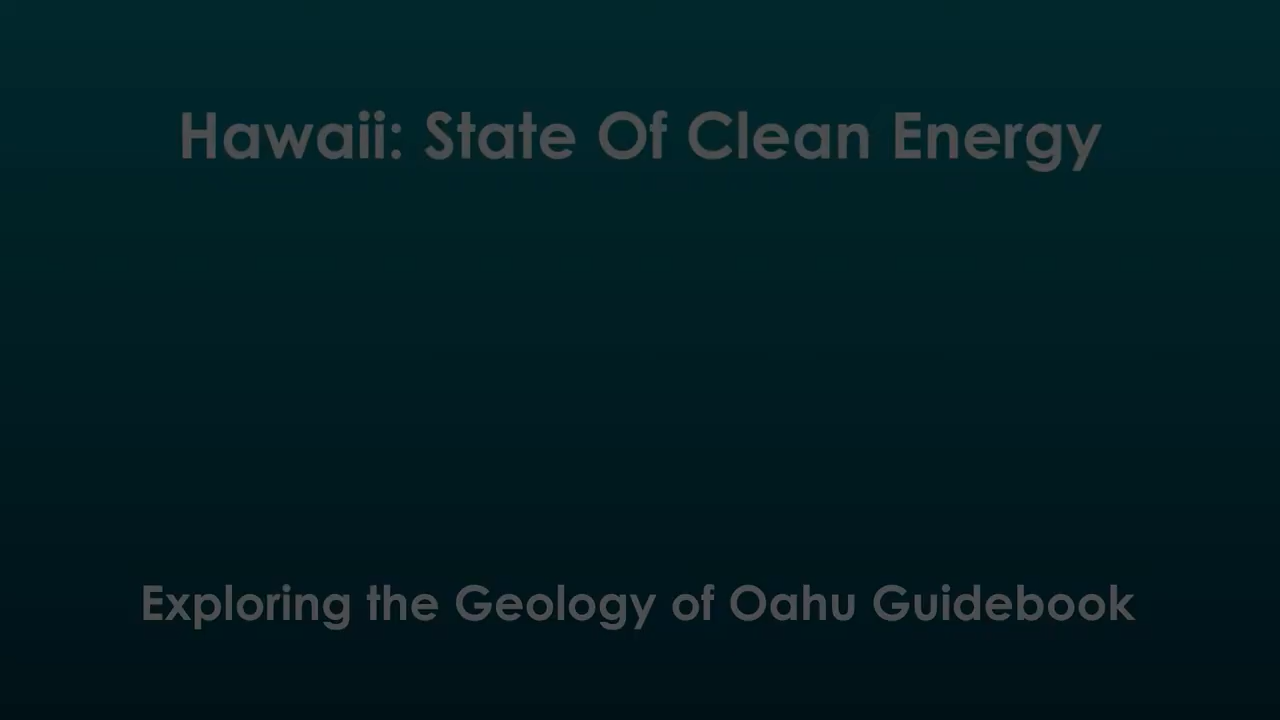 Hawaii: State Of Clean Energy
Exploring the Geology of Oahu Guidebook